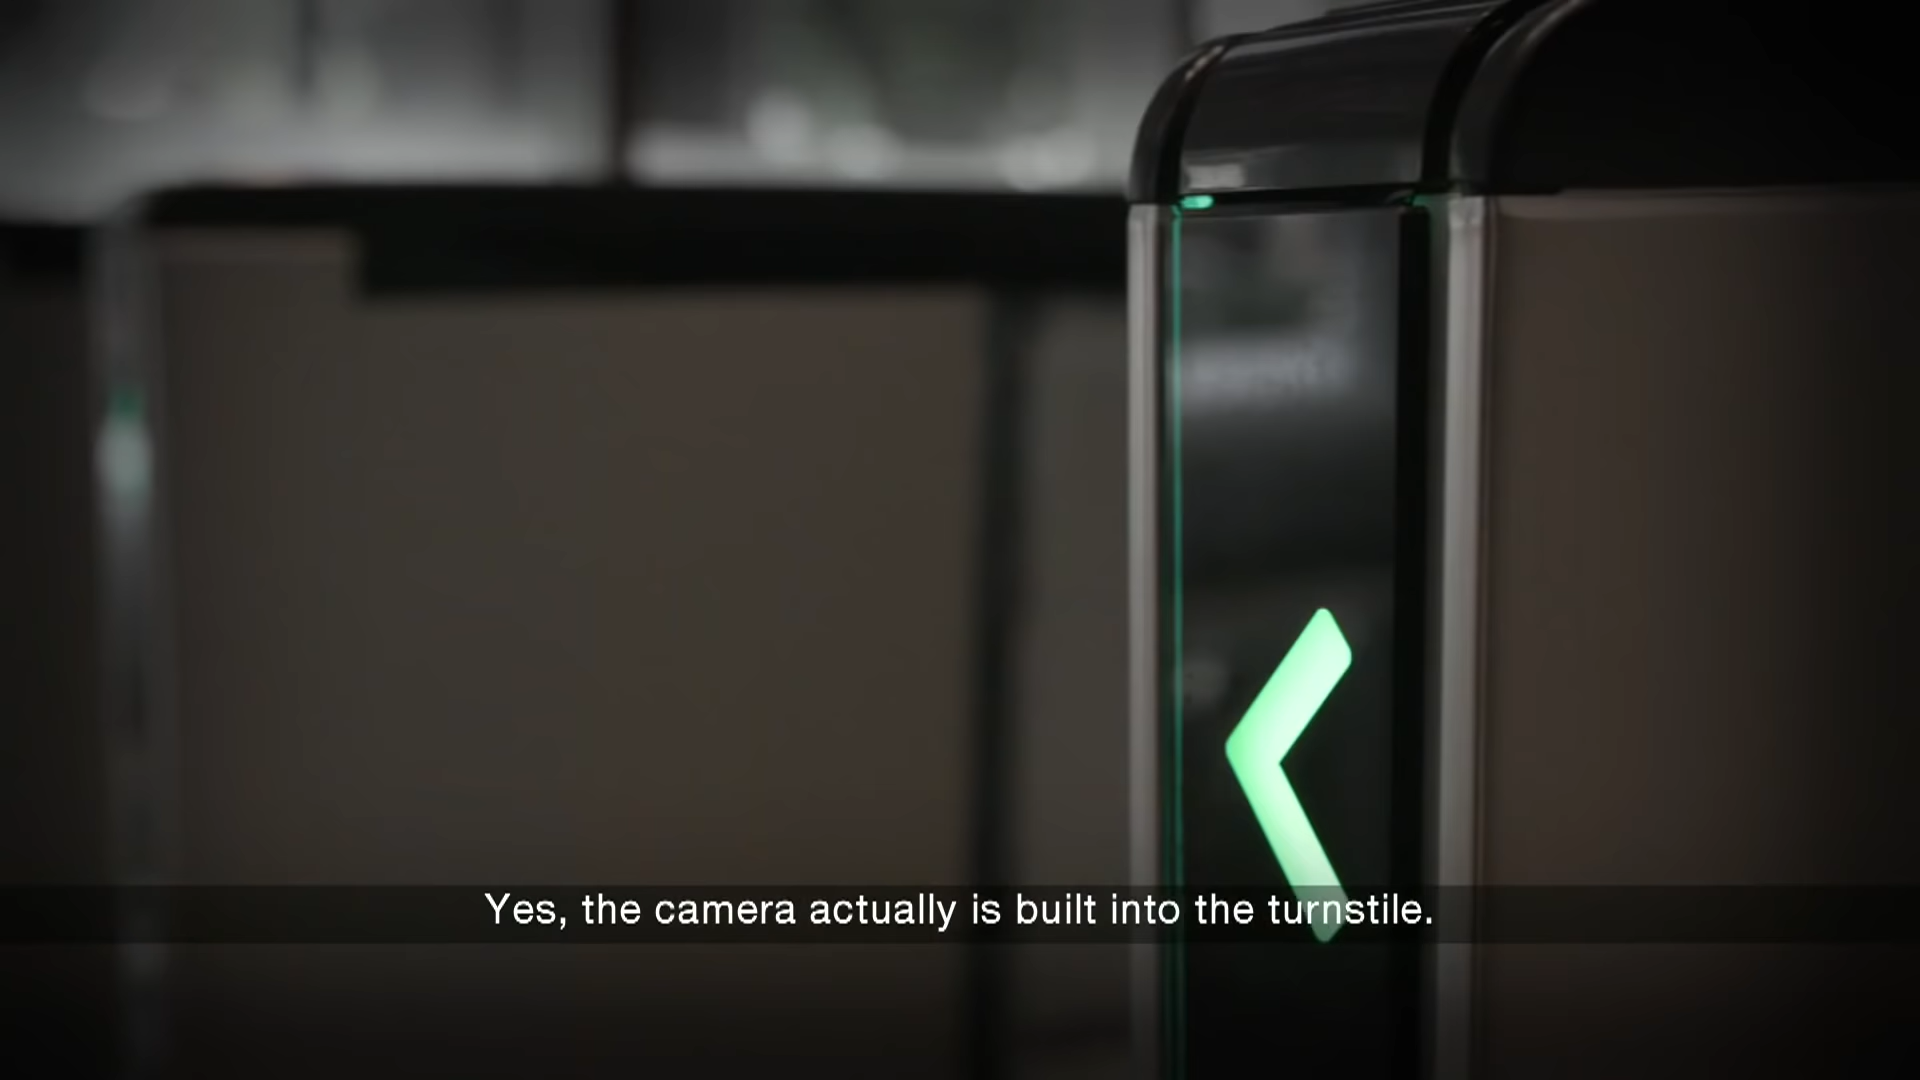 Yes, the camera actually is built into the turnstile.